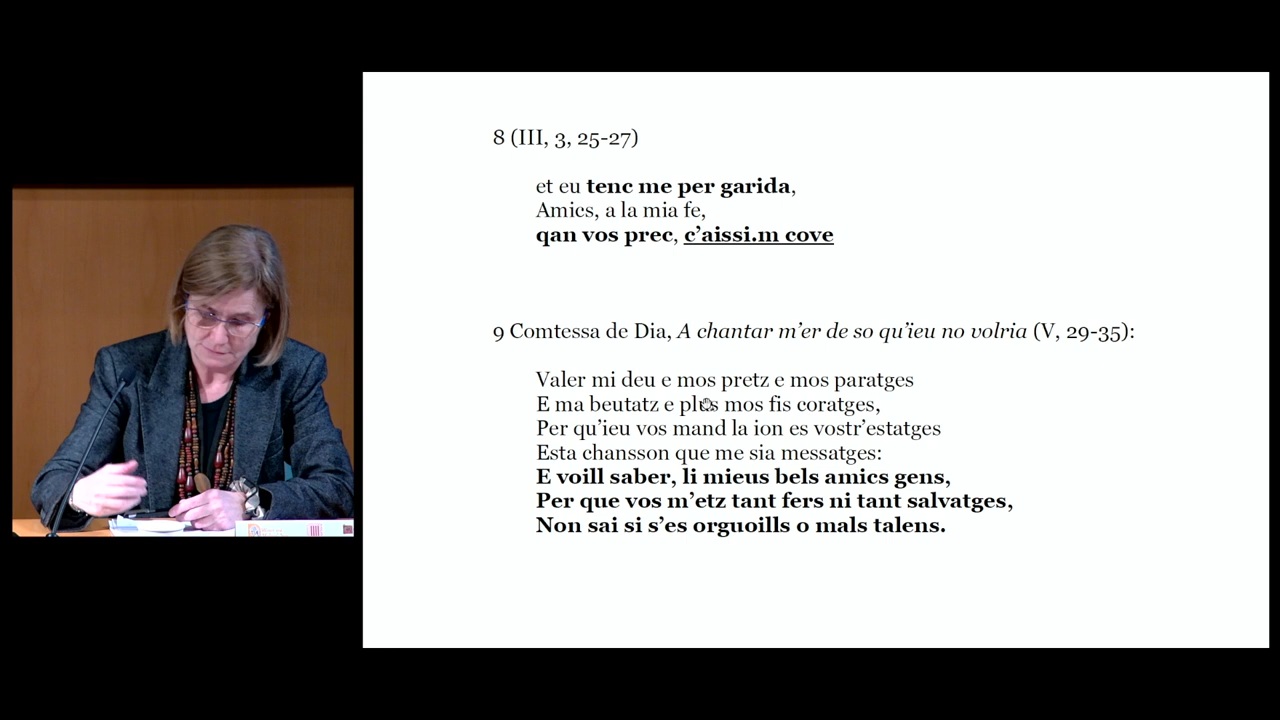 8 (III, 3, 25-27)
et eu tenc me per garida,
Amics, a la mia fe,
qan vos prec, c'aissi.m cove
9 Comtessa de Dia, A chantar m'er de so qu'ieu no volria (V, 29-35):
Valer mi deu e mos pretz e mos paratges
E ma beutatz e plus mos fis coratges,
Per qu'ieu vos mand la ion es vostr'estatges
Esta chansson que me sia messatges:
E voill saber, li mieus bels amics gens,
Per que vos m'etz tant fers ni tant salvatges,
Non sai si s'es orguoills o mals talens.